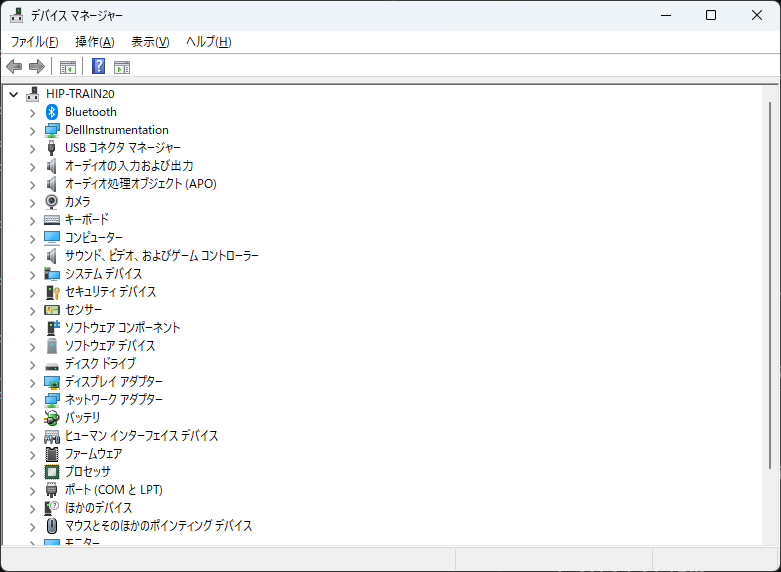 デバイス マネージャー
ファイル(F) 操作(A) 表示(V) ヘルプ(H)
HIP-TRAIN20
Bluetooth
DellInstrumentation
USB コネクタ マネージャー
オーディオの入力および出力
オーディオ処理オブジェクト (APO)
カメラ
キーボード
コンピューター
サウンド、ビデオ、およびゲーム コントローラー
システム デバイス
セキュリティ デバイス
センサー
ソフトウェア コンポーネント
ソフトウェア デバイス
ディスク ドライブ
ディスプレイ アダプター
ネットワーク アダプター
バッテリ
ヒューマン インターフェイス デバイス
ファームウェア
プロセッサ
ポート (COM と LPT)
ほかのデバイス
マウスとそのほかのポインティング デバイス
モニター